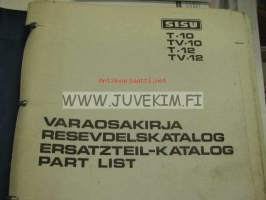 SISU
T-10
TV-10
T-12
TV-12
WWW.JUVEKIM.FI
VARAOSAKIRJA
RESEVDELSKATALOG
ERSATZTEIL-KATALOG
PART LIST